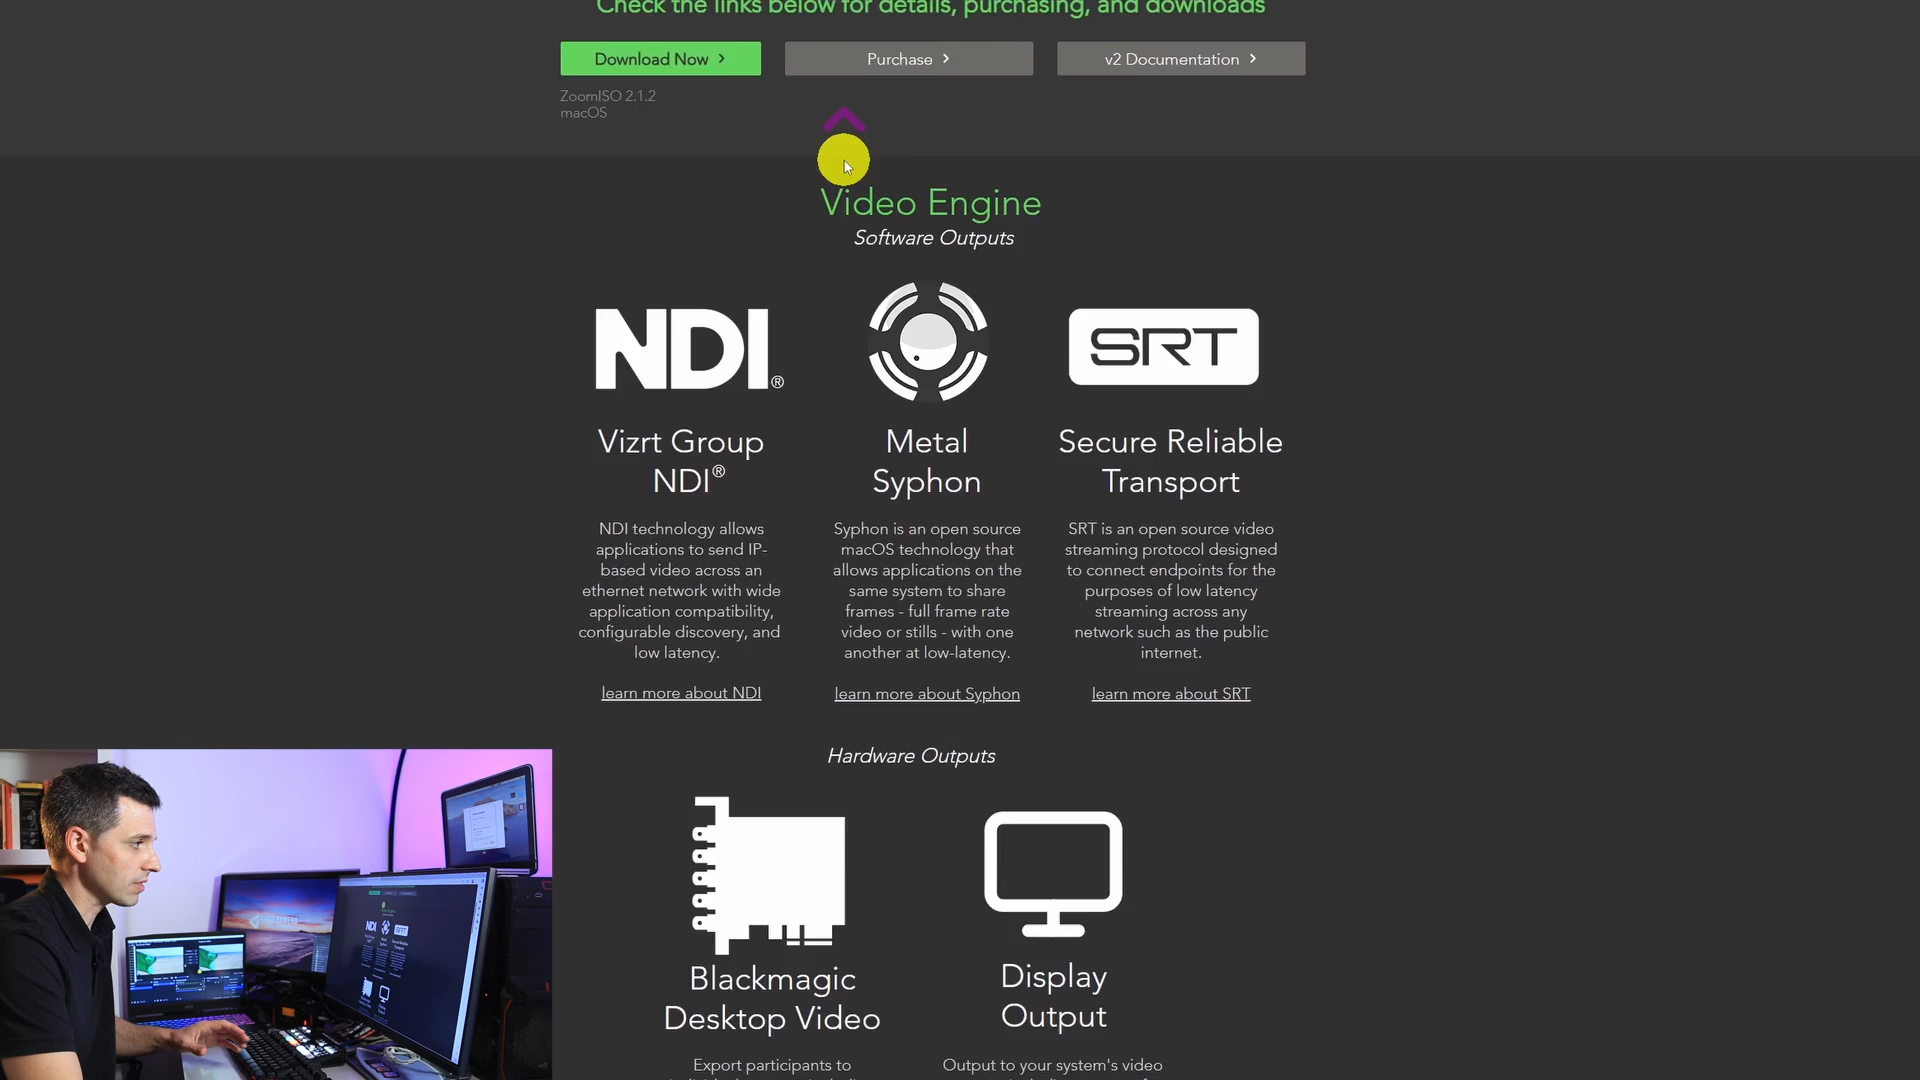 Check the links below for details, purchasing, and downloads
Download Now >
Purchase >
v2 Documentation >
ZoomISO 2.1.2
macOS
Video Engine
Software Outputs
NDI®
SRT
Vizrt Group
NDI®
NDI technology allows
applications to send IP-
based video across an
ethernet network with wide
application compatibility,
configurable discovery, and
low latency.
learn more about NDI
Metal
Syphon
Syphon is an open source
macOS technology that
allows applications on the
same system to share
frames - full frame rate
video or stills - with one
another at low-latency.
learn more about Syphon
Secure Reliable
Transport
SRT is an open source video
streaming protocol designed
to connect endpoints for the
purposes of low latency
streaming across any
network such as the public
internet.
learn more about SRT
Hardware Outputs
Blackmagic
Desktop Video
Export participants to
Display
Output
Output to your system's video
NDI
SRT